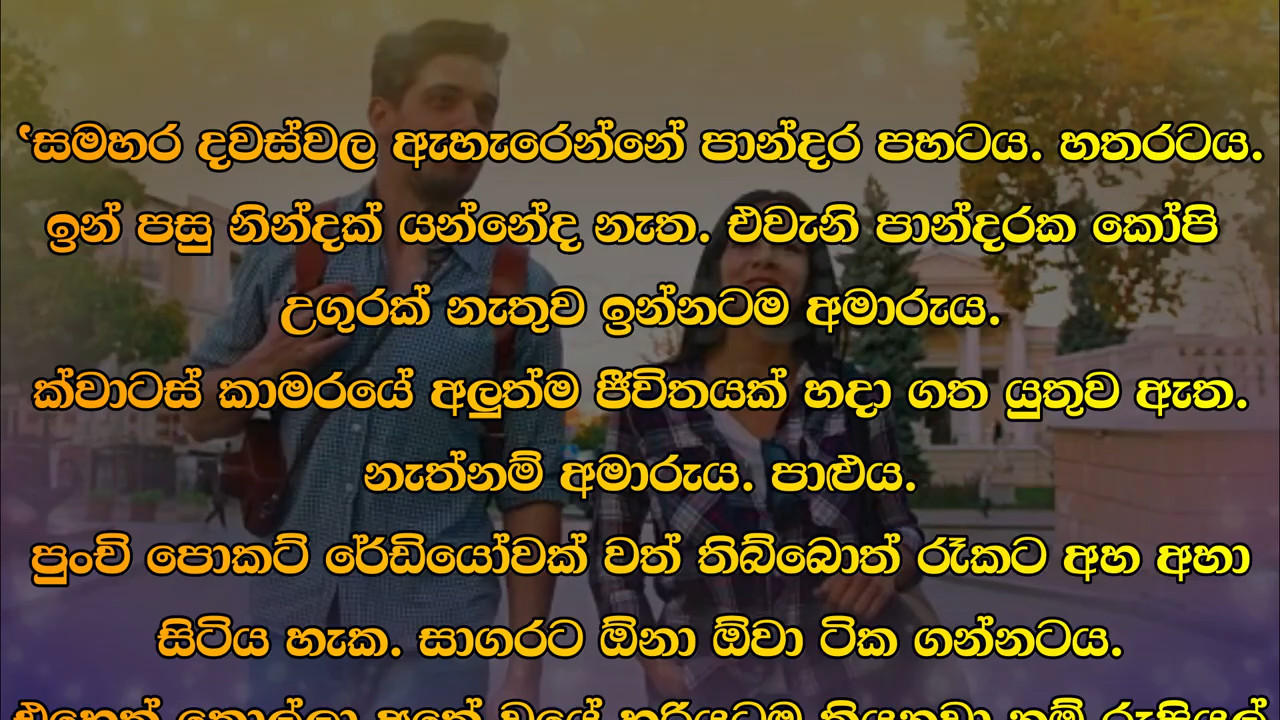 ‘සමහර දවස්වල ඇහැරෙන්නේ පාන්දර පහටය. හතරටය.
ඉන් පසු නින්දක් යන්නේද නැත. එවැනි පාන්දරක කෝපි
උගුරක් නැතුව ඉන්නටම අමාරුය.
ක්වාටස් කාමරයේ අලුත්ම ජීවිතයක් හදා ගත යුතුව ඇත.
නැත්නම් අමාරුය. පාළුය.
පුංචි පොකට් රේඩියෝවක් වත් තිබ්බොත් රෑකට අහ අහා
සිටිය හැක. සාගරට ඕනා ඕවා ටික ගන්නටය.